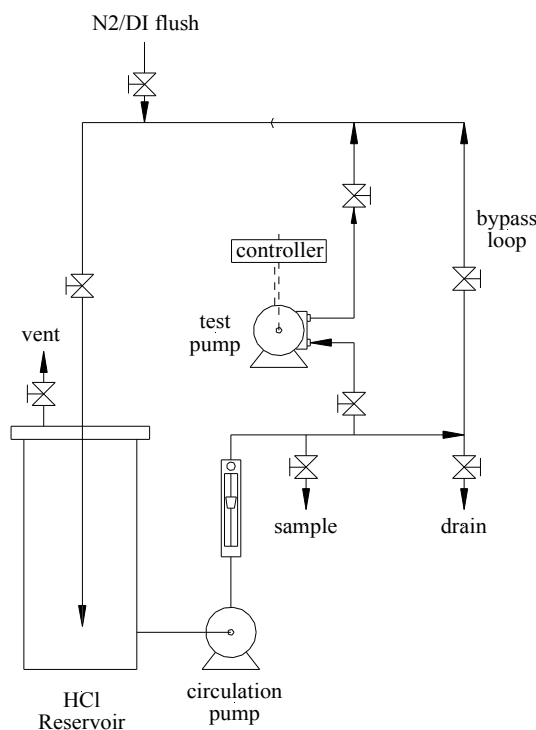 N2/DI flush
bypass
loop
controller
test
pump
vent
sample
drain
HCl
Reservoir
circulation
pump